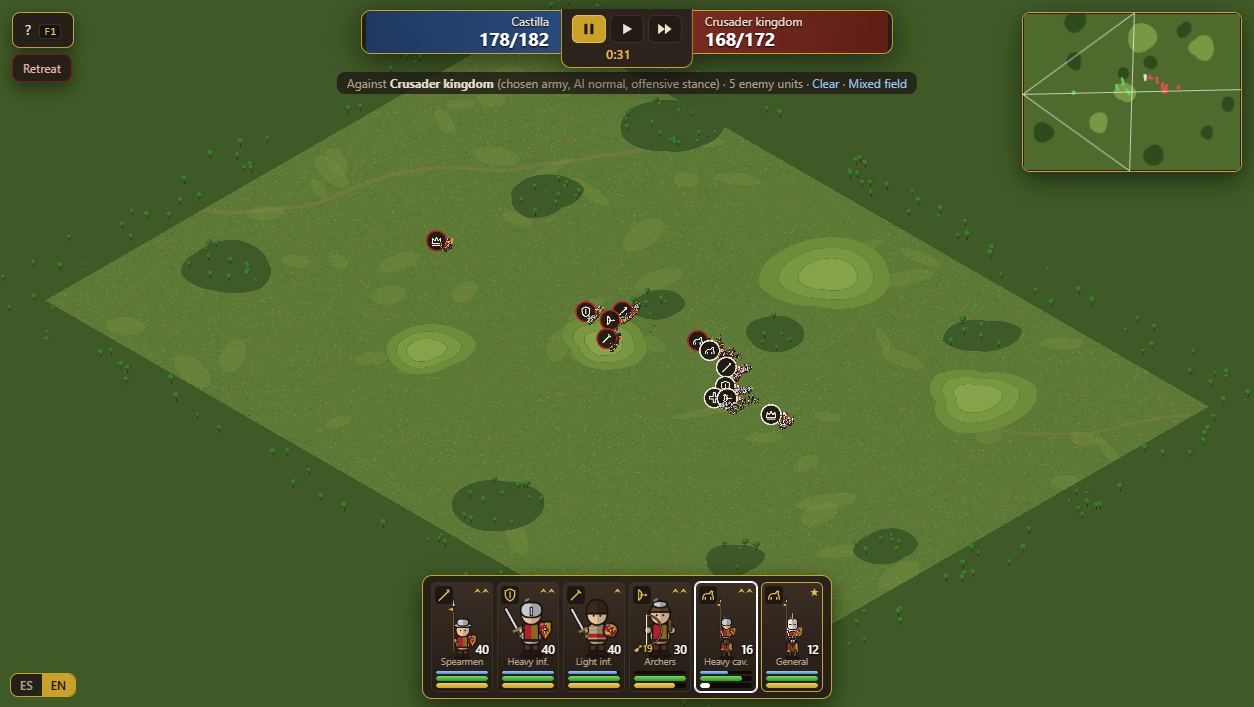 ? F1
Retreat
Castilla
178/182
0:31
Crusader kingdom
168/172
Against Crusader kingdom (chosen army, AI normal, offensive stance) · 5 enemy units · Clear · Mixed field
40
Spearmen
40
Heavy inf.
40
Light inf.
19
30
Archers
16
Heavy cav.
12
General
ES EN